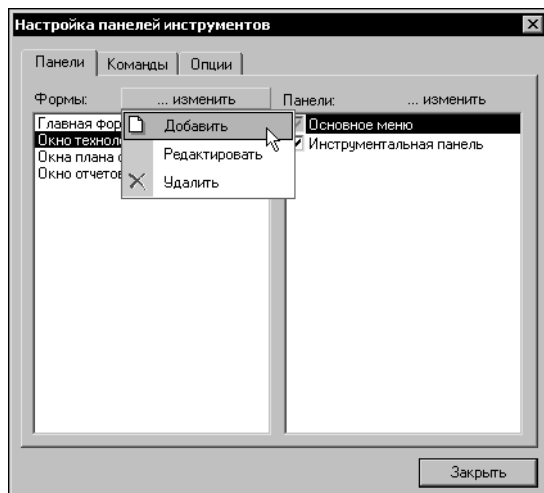 Настройка панелей инструментов
Панели Команды Опции
Формы: ... изменить Панели: ... изменить
Главная фор
Окно технол
Окна плана
Окно отчетов
Добавить
Редактировать
Удалить
Основное меню
Инструментальная панель
Закрыть